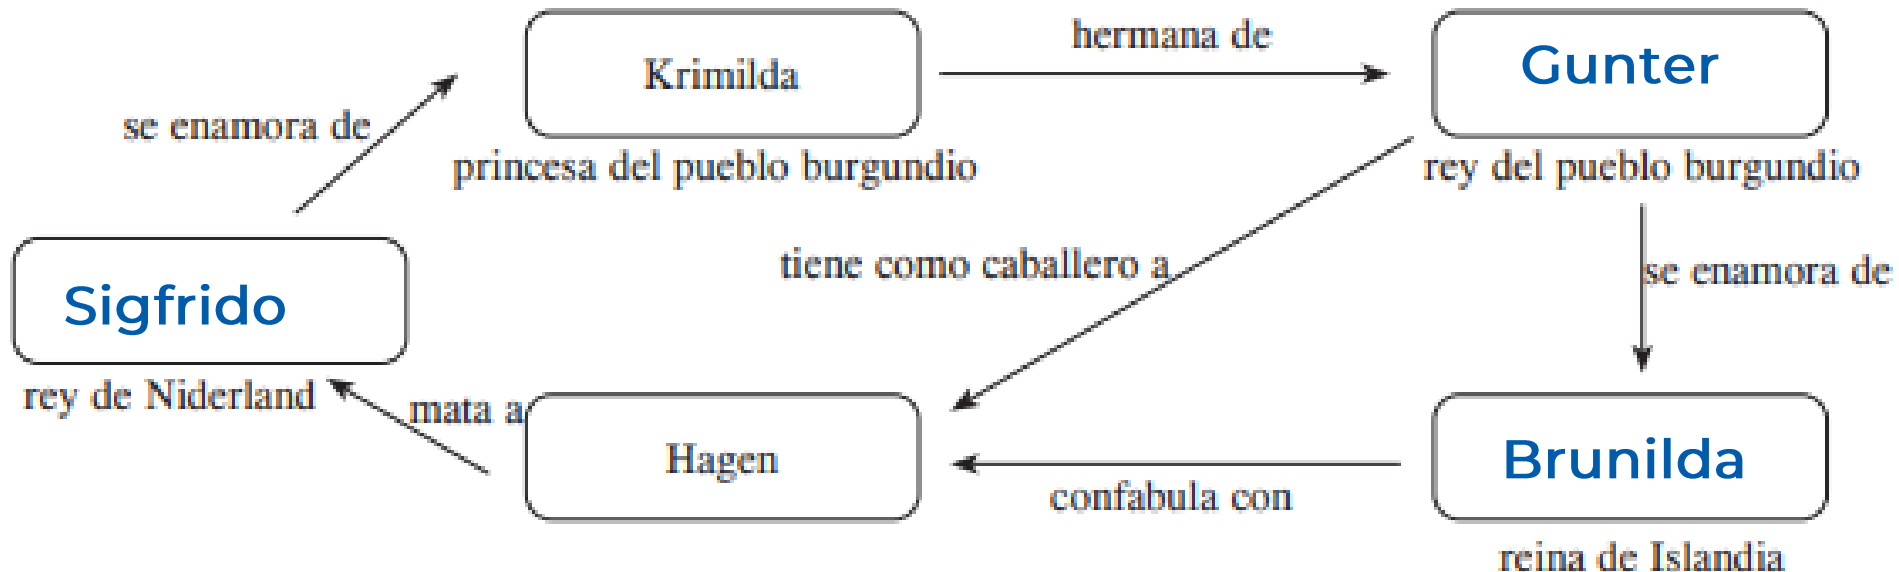 hermana de
Krimilda
Gunter
se enamora de
princesa del pueblo burgundio
rey del pueblo burgundio
tiene como caballero a
se enamora de
Sigfrido
rey de Niderland
mata a
Hagen
Brunilda
confabula con
reina de Islandia